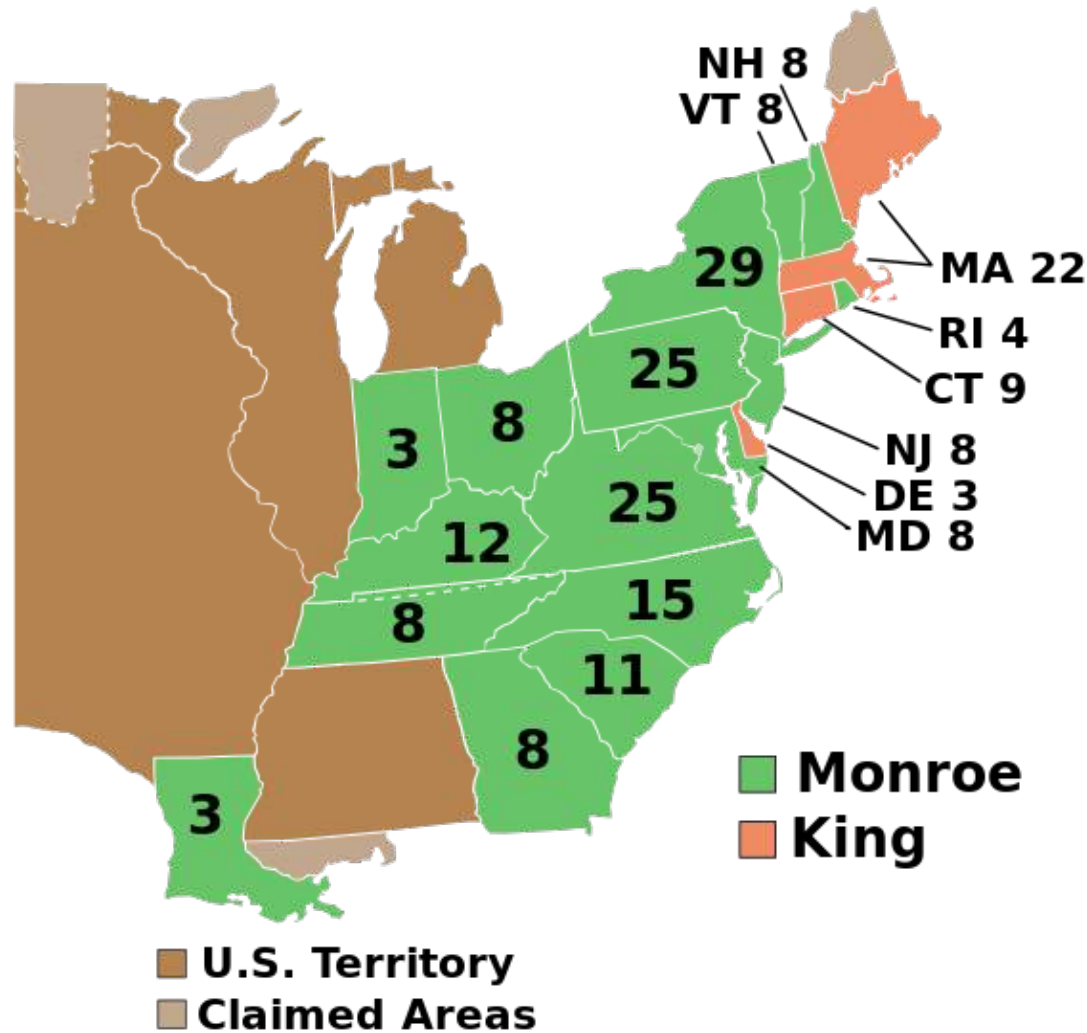 NH 8
VT 8
29
MA 22
RI 4
25
CT 9
8
3
NJ 8
DE 3
25
MD 8
12
15
8
11
8
Monroe
3
King
U.S. Territory
Claimed Areas